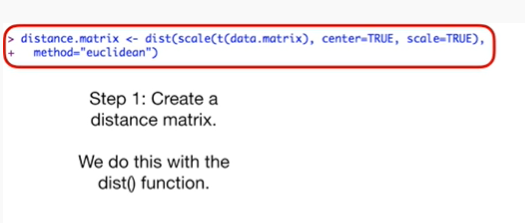 > distance.matrix <- dist(scale(t(data.matrix), center=TRUE, scale=TRUE),
+   method="euclidean")
Step 1: Create a
distance matrix.
We do this with the
dist() function.